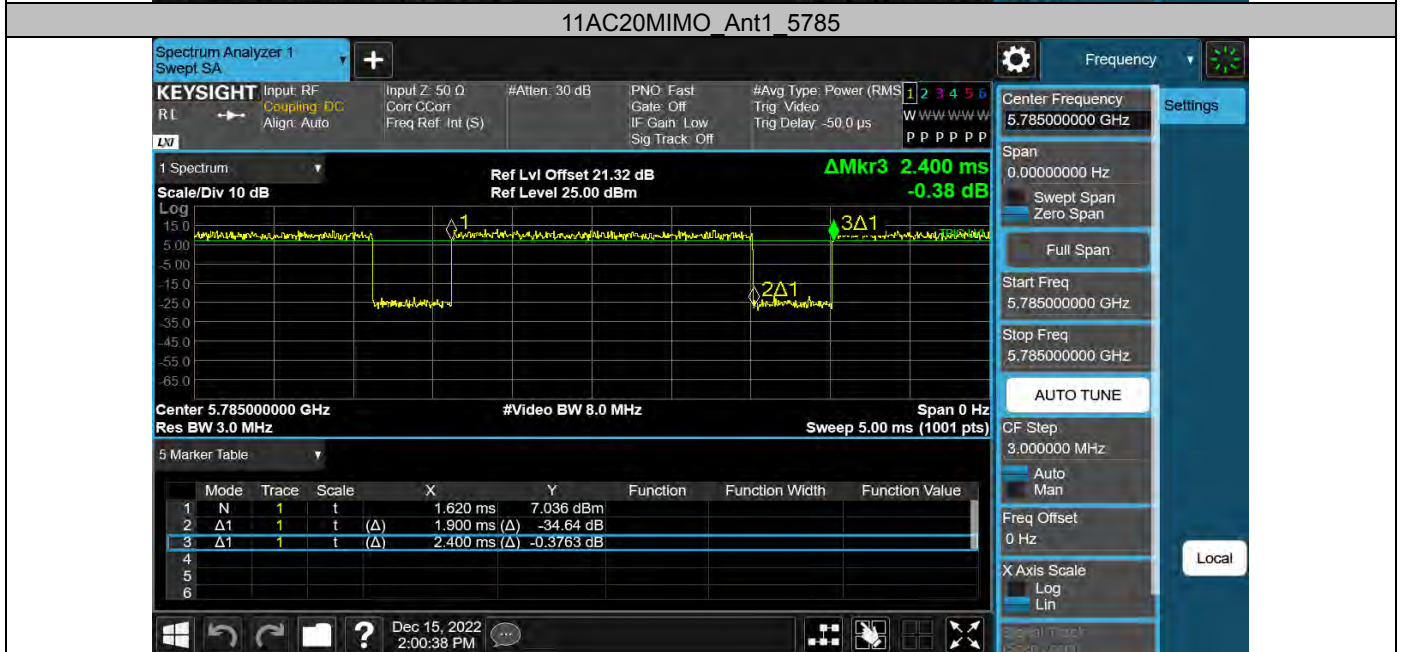 11AC20MIMO_Ant1_5785
Spectrum Analyzer 1
Swept SA
+
Frequency
KEYSIGHT
Input: RF
Coupling: DC
Align: Auto
RL
LXI
Input Z: 50 Ω
Corr CCorr
Freq Ref: Int (S)
#Atten: 30 dB
PNO: Fast
Gate: Off
IF Gain: Low
Sig Track: Off
#Avg Type: Power (RMS
Trig: Video
Trig Delay: -50.0 µs
1 2 3 4 5 6
W W W W W W
P P P P P P
Center Frequency
5.785000000 GHz
Settings
1 Spectrum
Scale/Div 10 dB
Ref Lvl Offset 21.32 dB
Ref Level 25.00 dBm
ΔMkr3 2.400 ms
-0.38 dB
Span
0.00000000 Hz
Swept Span
Zero Span
Log
15.0
5.00
-5.00
-15.0
-25.0
-35.0
-45.0
-55.0
-65.0
1
3Δ1
2Δ1
Full Span
Start Freq
5.785000000 GHz
Stop Freq
5.785000000 GHz
AUTO TUNE
Center 5.785000000 GHz
#Video BW 8.0 MHz
Span 0 Hz
Res BW 3.0 MHz
Sweep 5.00 ms (1001 pts)
CF Step
3.000000 MHz
Auto
Man
5 Marker Table
Mode Trace Scale X Y Function Function Width Function Value
1 N 1 t 1.620 ms 7.036 dBm
2 Δ1 1 t (Δ) 1.900 ms (Δ) -34.64 dB
3 Δ1 1 t (Δ) 2.400 ms (Δ) -0.3763 dB
4
5
6
Freq Offset
0 Hz
X Axis Scale
Log
Lin
Local
Signal Track
?
Dec 15, 2022
2:00:38 PM